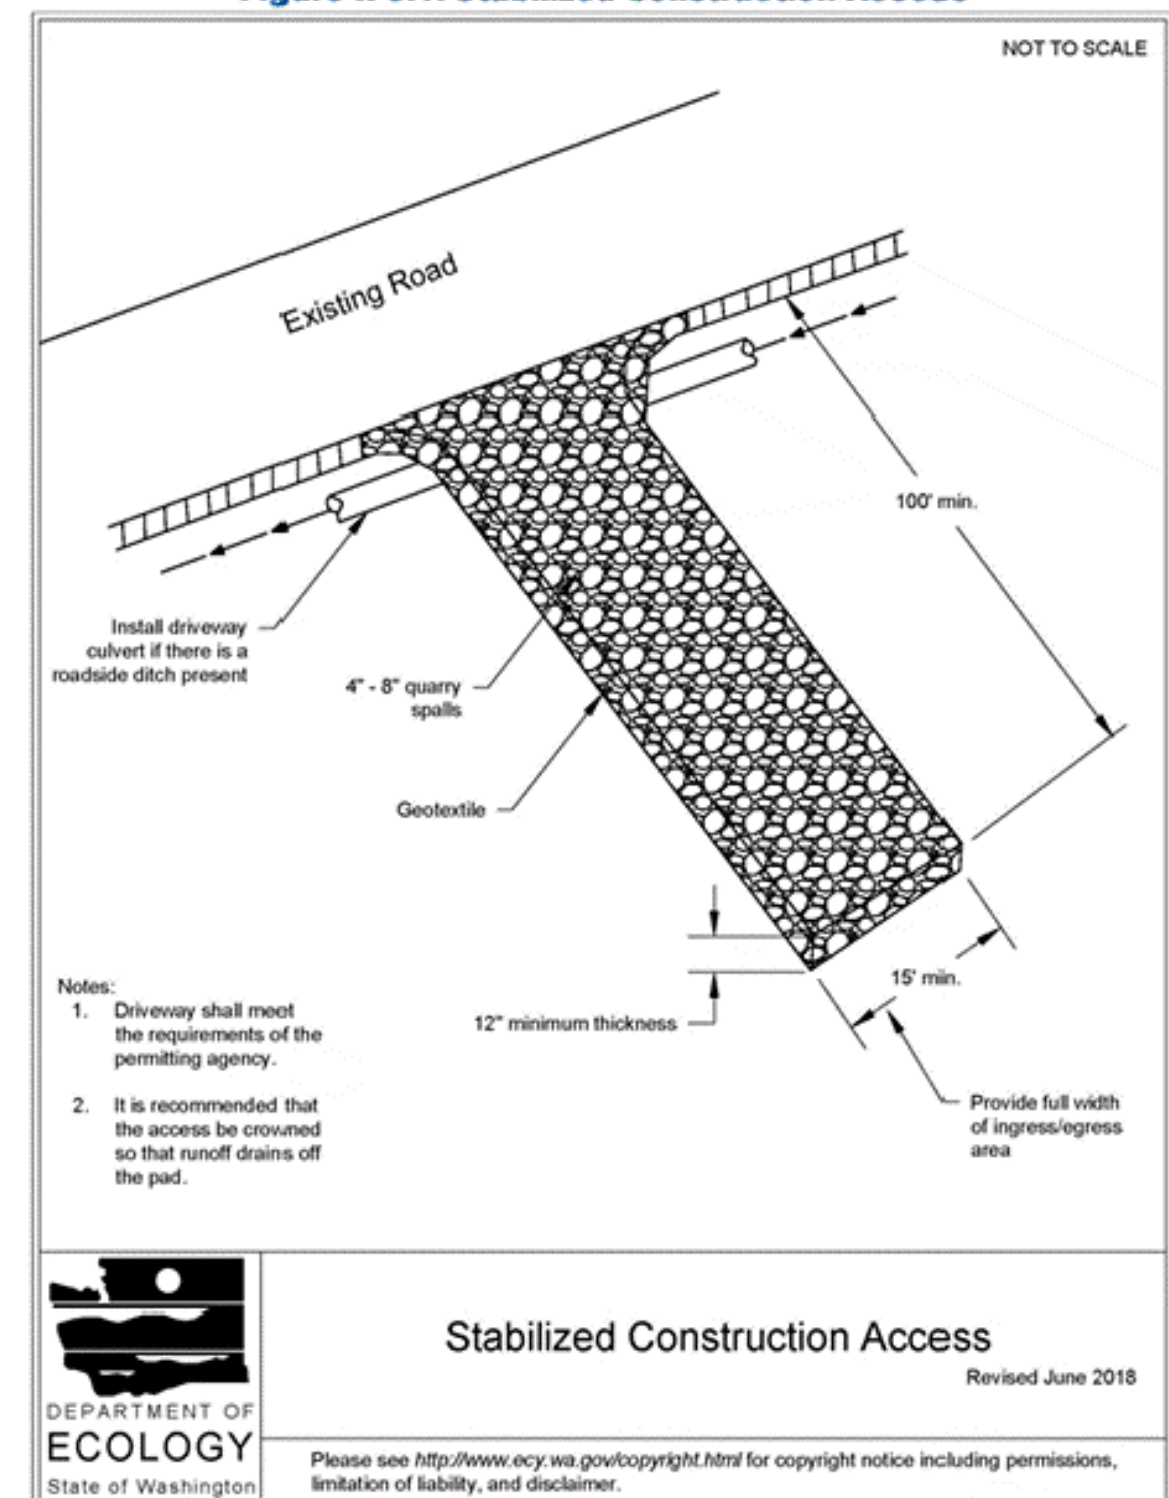 NOT TO SCALE
Existing Road
100' min.
Install driveway
culvert if there is a
roadside ditch present
4" - 8" quarry
spalls
Geotextile
15' min.
12" minimum thickness
Provide full width
of ingress/egress
area
Notes:
1. Driveway shall meet
the requirements of the
permitting agency.
2. It is recommended that
the access be crowned
so that runoff drains off
the pad.
Stabilized Construction Access
Revised June 2018
DEPARTMENT OF
ECOLOGY
State of Washington
Please see http://www.ecy.wa.gov/copyright.html for copyright notice including permissions,
limitation of liability, and disclaimer.